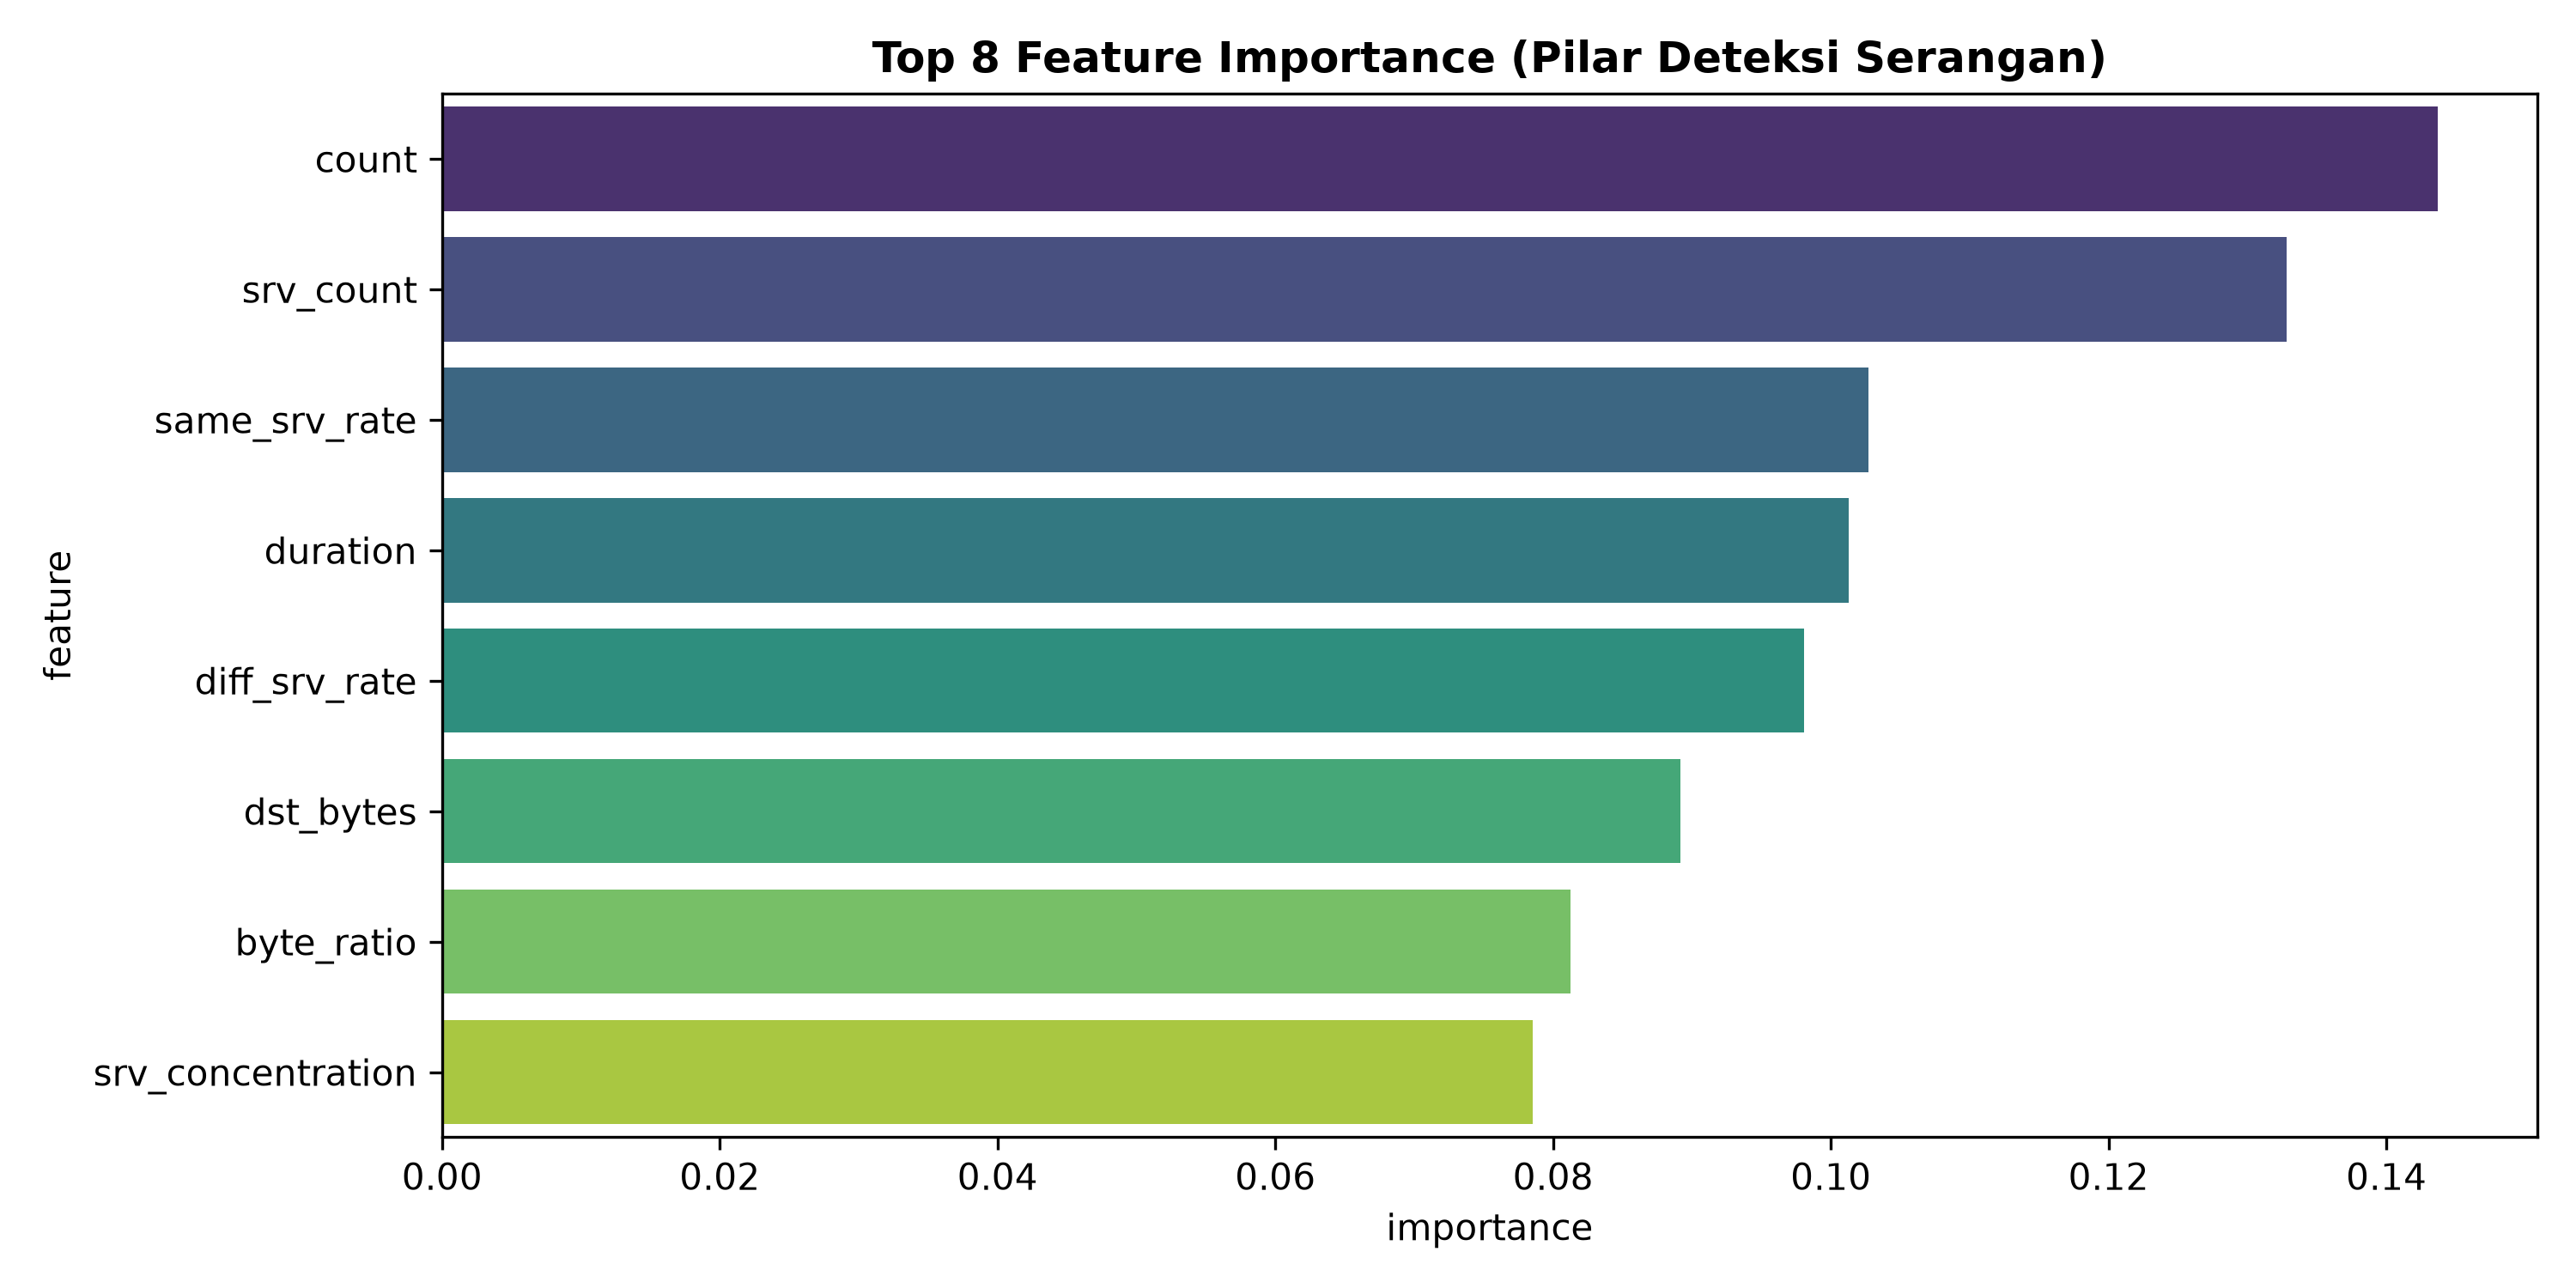 Top 8 Feature Importance (Pilar Deteksi Serangan)
count
srv_count
same_srv_rate
duration
diff_srv_rate
dst_bytes
byte_ratio
srv_concentration
feature
0.00 0.02 0.04 0.06 0.08 0.10 0.12 0.14
importance